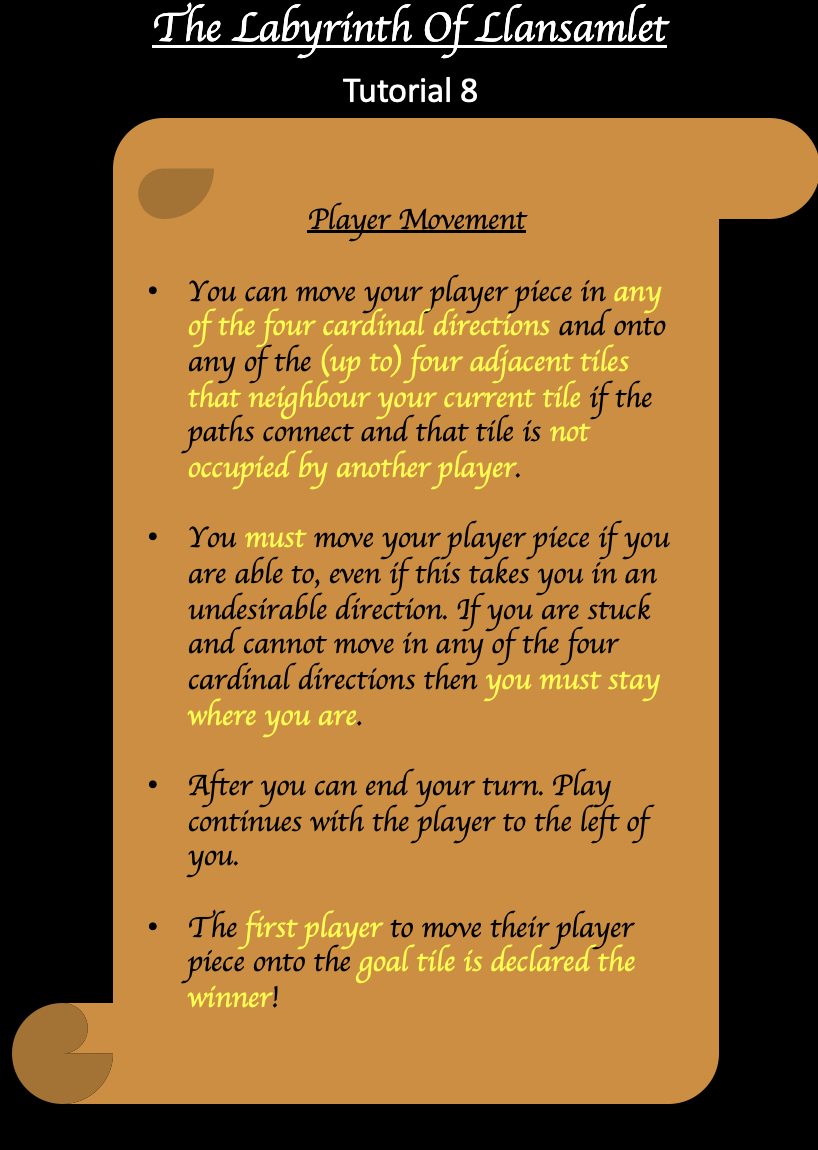 The Labyrinth Of Llansamlet
Tutorial 8
Player Movement
• You can move your player piece in any
of the four cardinal directions and onto
any of the (up to) four adjacent tiles
that neighbour your current tile if the
paths connect and that tile is not
occupied by another player.
• You must move your player piece if you
are able to, even if this takes you in an
undesirable direction. If you are stuck
and cannot move in any of the four
cardinal directions then you must stay
where you are.
• After you can end your turn. Play
continues with the player to the left of
you.
• The first player to move their player
piece onto the goal tile is declared the
winner!